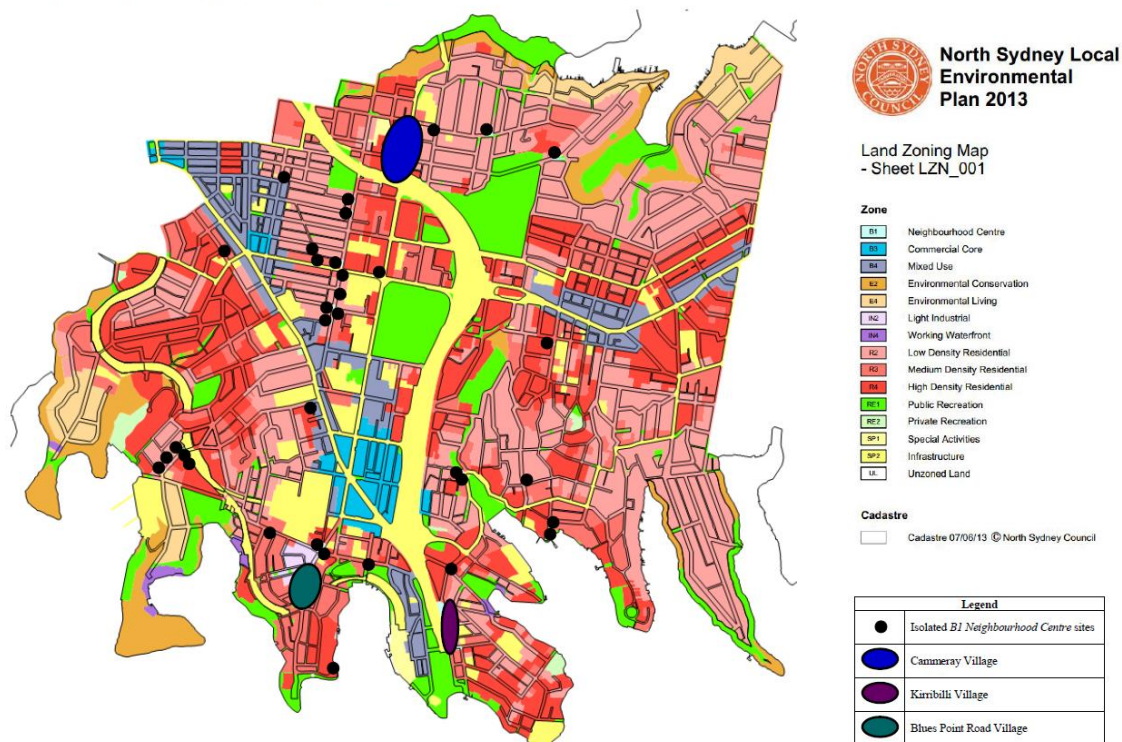 NORTH SYDNEY
COUNCIL
North Sydney Local
Environmental
Plan 2013
Land Zoning Map
- Sheet LZN_001
Zone
B1 Neighbourhood Centre
B3 Commercial Core
B4 Mixed Use
E2 Environmental Conservation
E4 Environmental Living
IN2 Light Industrial
IN4 Working Waterfront
R2 Low Density Residential
R3 Medium Density Residential
R4 High Density Residential
RE1 Public Recreation
RE2 Private Recreation
SP1 Special Activities
SP2 Infrastructure
UL Unzoned Land
Cadastre
Cadastre 07/06/13 © North Sydney Council
Legend
Isolated B1 Neighbourhood Centre sites
Cammeray Village
Kirribilli Village
Blues Point Road Village